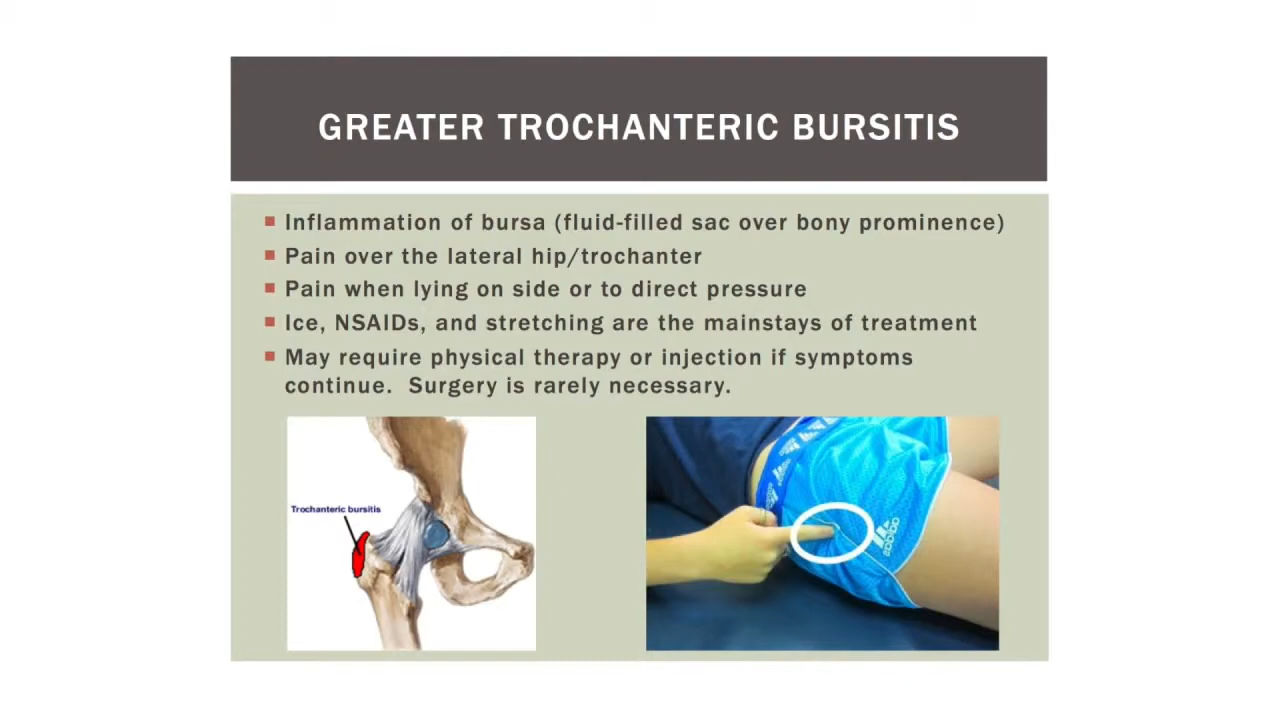 GREATER TROCHANTERIC BURSITIS
Inflammation of bursa (fluid-filled sac over bony prominence)
Pain over the lateral hip/trochanter
Pain when lying on side or to direct pressure
Ice, NSAIDs, and stretching are the mainstays of treatment
May require physical therapy or injection if symptoms
continue. Surgery is rarely necessary.
Trochanteric bursitis
adidas